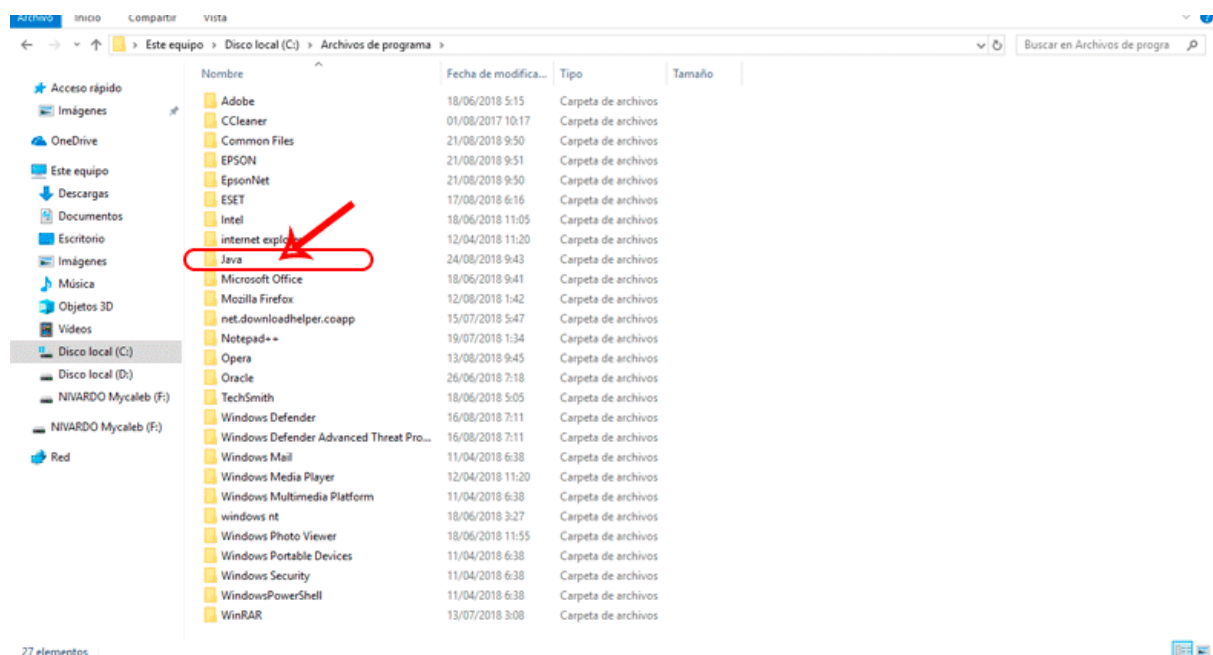 Archivo Inicio Compartir Vista
Este equipo > Disco local (C:) > Archivos de programa >
Buscar en Archivos de progra
Nombre Fecha de modifica... Tipo Tamaño
Acceso rápido
Imágenes
OneDrive
Este equipo
Descargas
Documentos
Escritorio
Imágenes
Música
Objetos 3D
Vídeos
Disco local (C:)
Disco local (D:)
NIVARDO Mycaleb (F:)
NIVARDO Mycaleb (F:)
Red
Adobe 18/06/2018 5:15 Carpeta de archivos
CCleaner 01/08/2017 10:17 Carpeta de archivos
Common Files 21/08/2018 9:50 Carpeta de archivos
EPSON 21/08/2018 9:51 Carpeta de archivos
EpsonNet 21/08/2018 9:50 Carpeta de archivos
ESET 17/08/2018 6:16 Carpeta de archivos
Intel 18/06/2018 11:05 Carpeta de archivos
internet 12/04/2018 11:20 Carpeta de archivos
Java 24/08/2018 9:43 Carpeta de archivos
Microsoft Office 18/06/2018 9:41 Carpeta de archivos
Mozilla Firefox 12/08/2018 1:42 Carpeta de archivos
net.downloadhelper.coapp 15/07/2018 5:47 Carpeta de archivos
Notepad++ 19/07/2018 1:34 Carpeta de archivos
Opera 13/08/2018 9:45 Carpeta de archivos
Oracle 26/06/2018 7:18 Carpeta de archivos
TechSmith 18/06/2018 5:05 Carpeta de archivos
Windows Defender 16/08/2018 7:11 Carpeta de archivos
Windows Defender Advanced Threat Pro... 16/08/2018 7:11 Carpeta de archivos
Windows Mail 11/04/2018 6:38 Carpeta de archivos
Windows Media Player 12/04/2018 11:20 Carpeta de archivos
Windows Multimedia Platform 11/04/2018 6:38 Carpeta de archivos
windows nt 18/06/2018 3:27 Carpeta de archivos
Windows Photo Viewer 18/06/2018 11:55 Carpeta de archivos
Windows Portable Devices 11/04/2018 6:38 Carpeta de archivos
Windows Security 11/04/2018 6:38 Carpeta de archivos
WindowsPowerShell 11/04/2018 6:38 Carpeta de archivos
WinRAR 13/07/2018 3:08 Carpeta de archivos
27 elementos